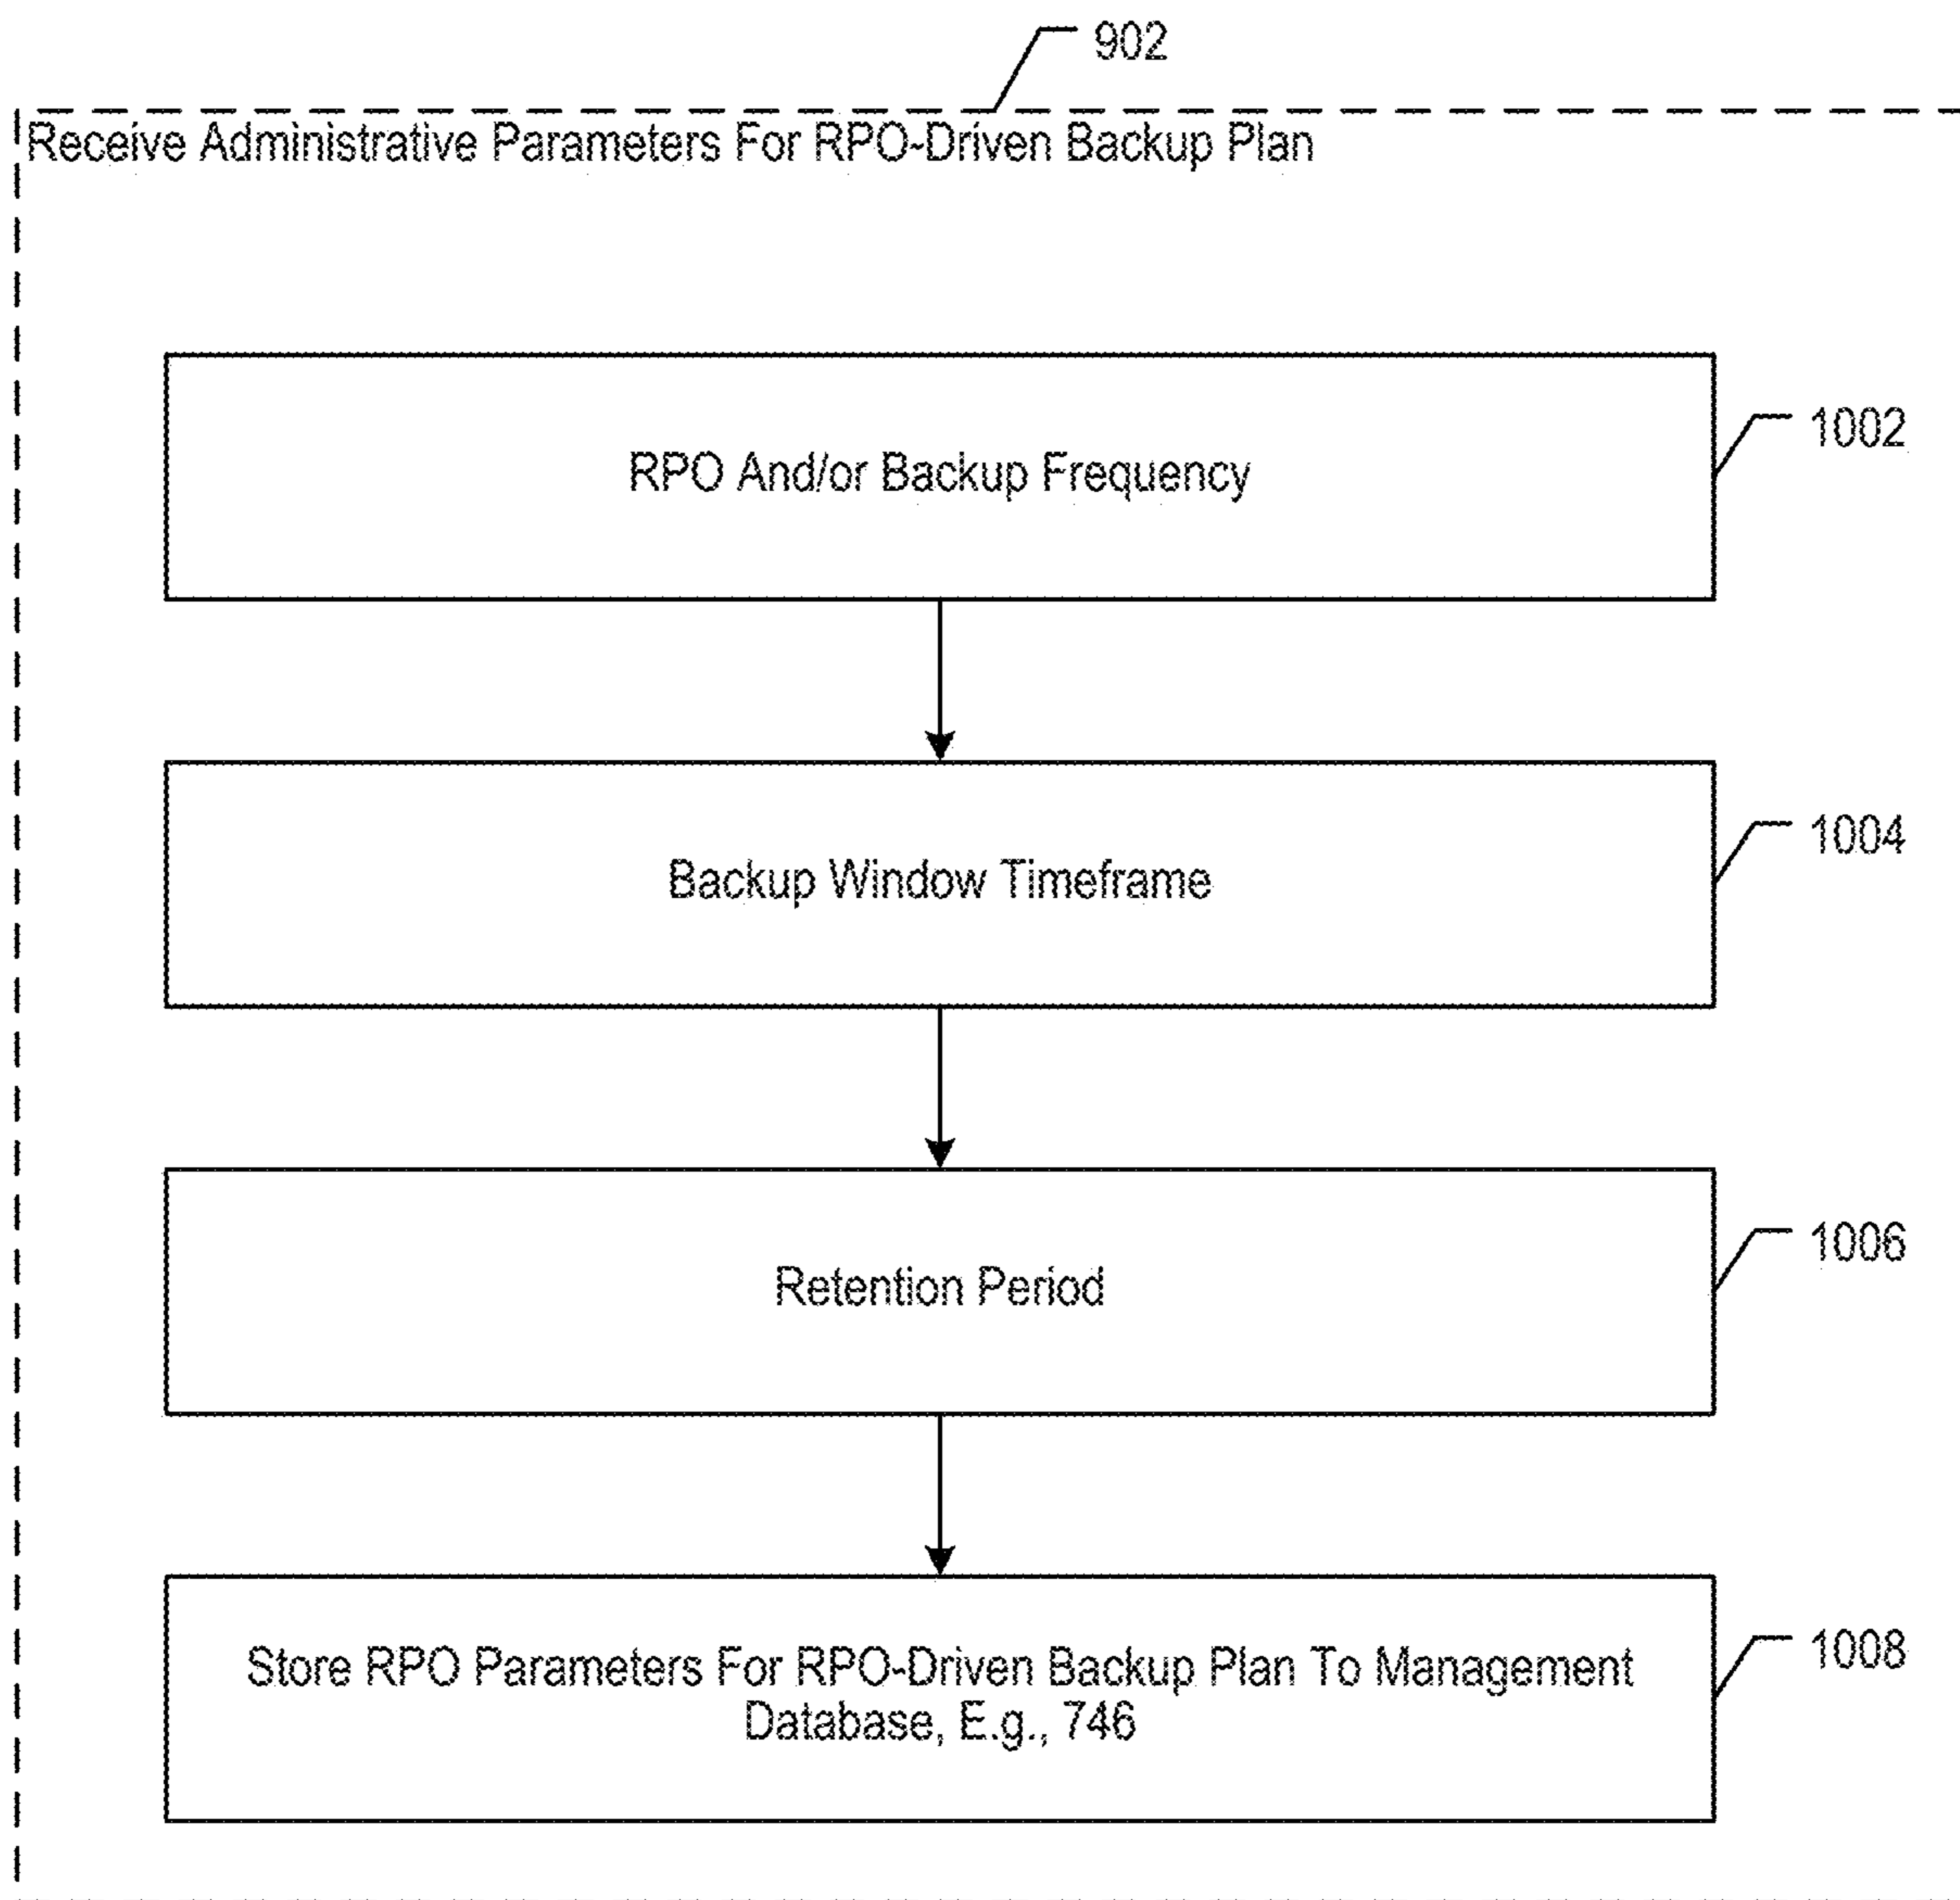 902
Receive Administrative Parameters For RPO-Driven Backup Plan
RPO And/or Backup Frequency
1002
Backup Window Timeframe
1004
Retention Period
1006
Store RPO Parameters For RPO-Driven Backup Plan To Management
Database, E.g., 746
1008